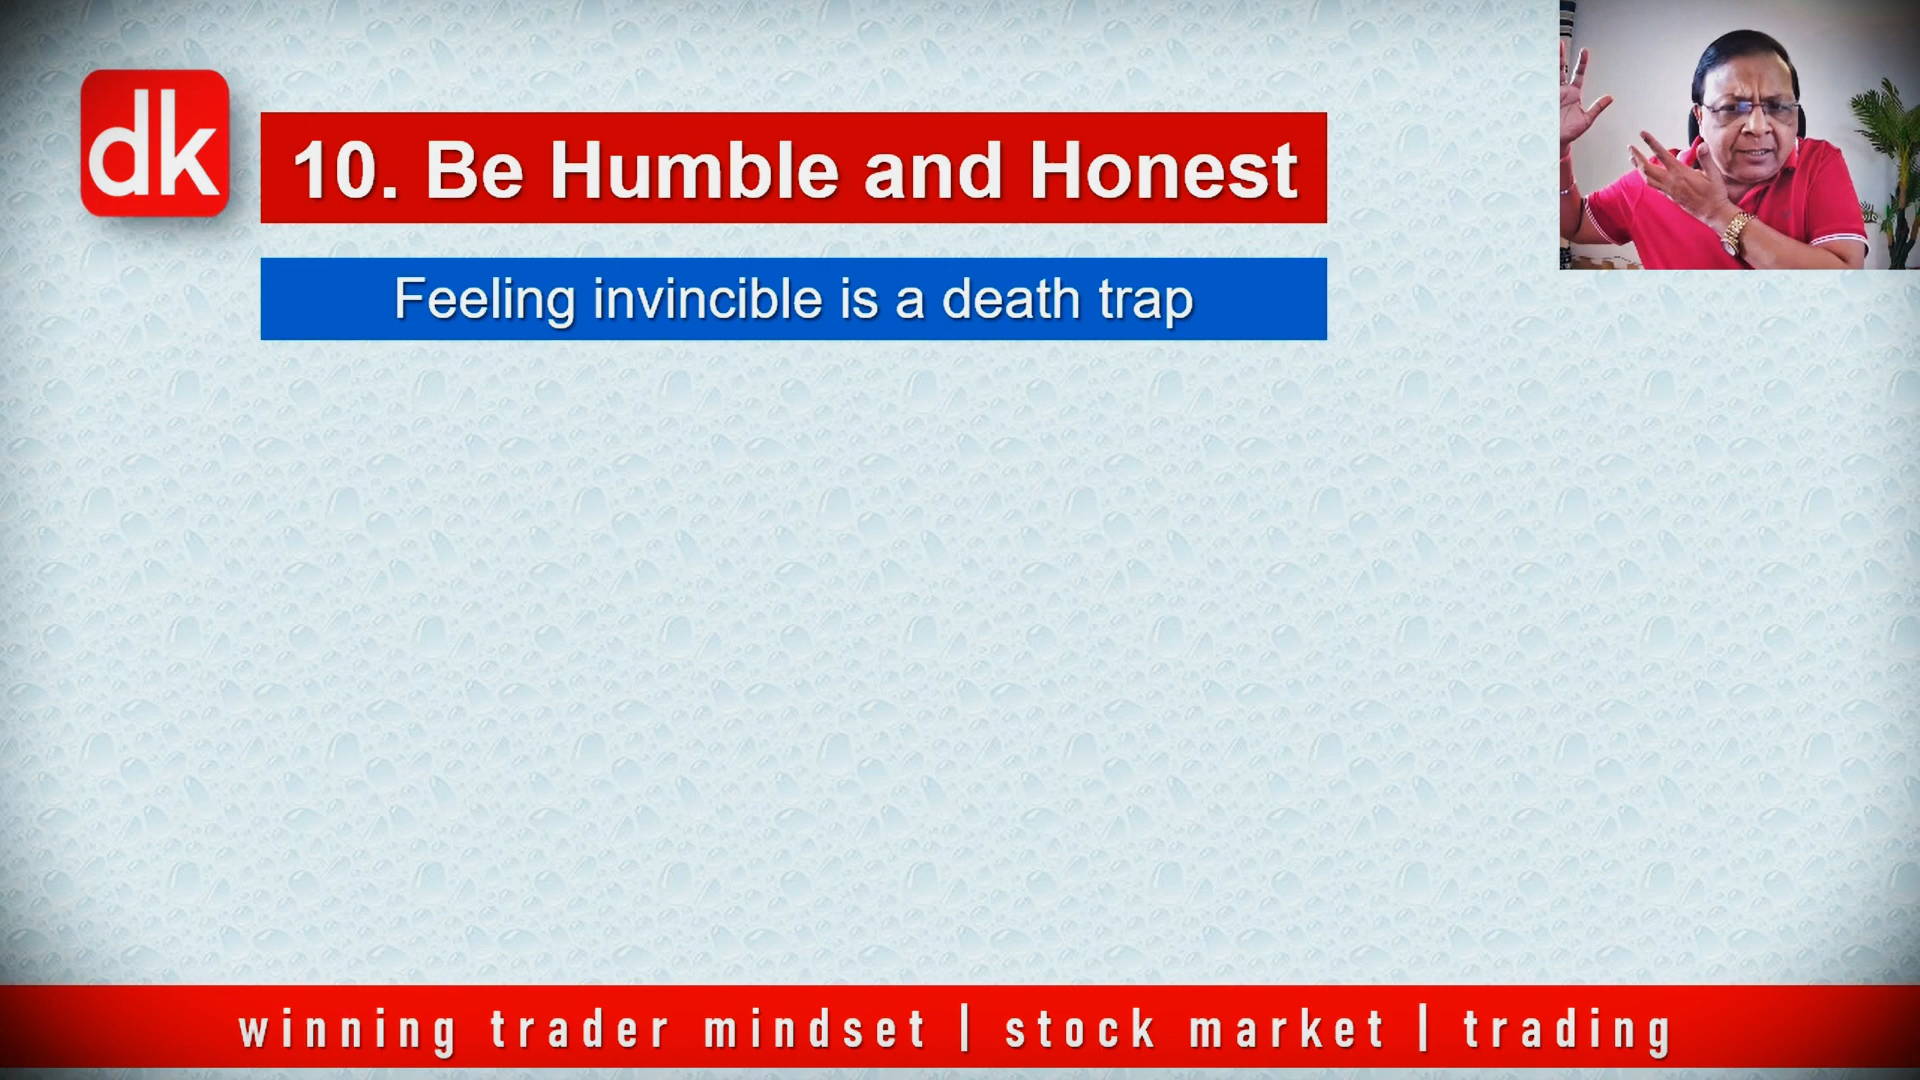 dk
10. Be Humble and Honest
Feeling invincible is a death trap
winning trader mindset | stock market | trading